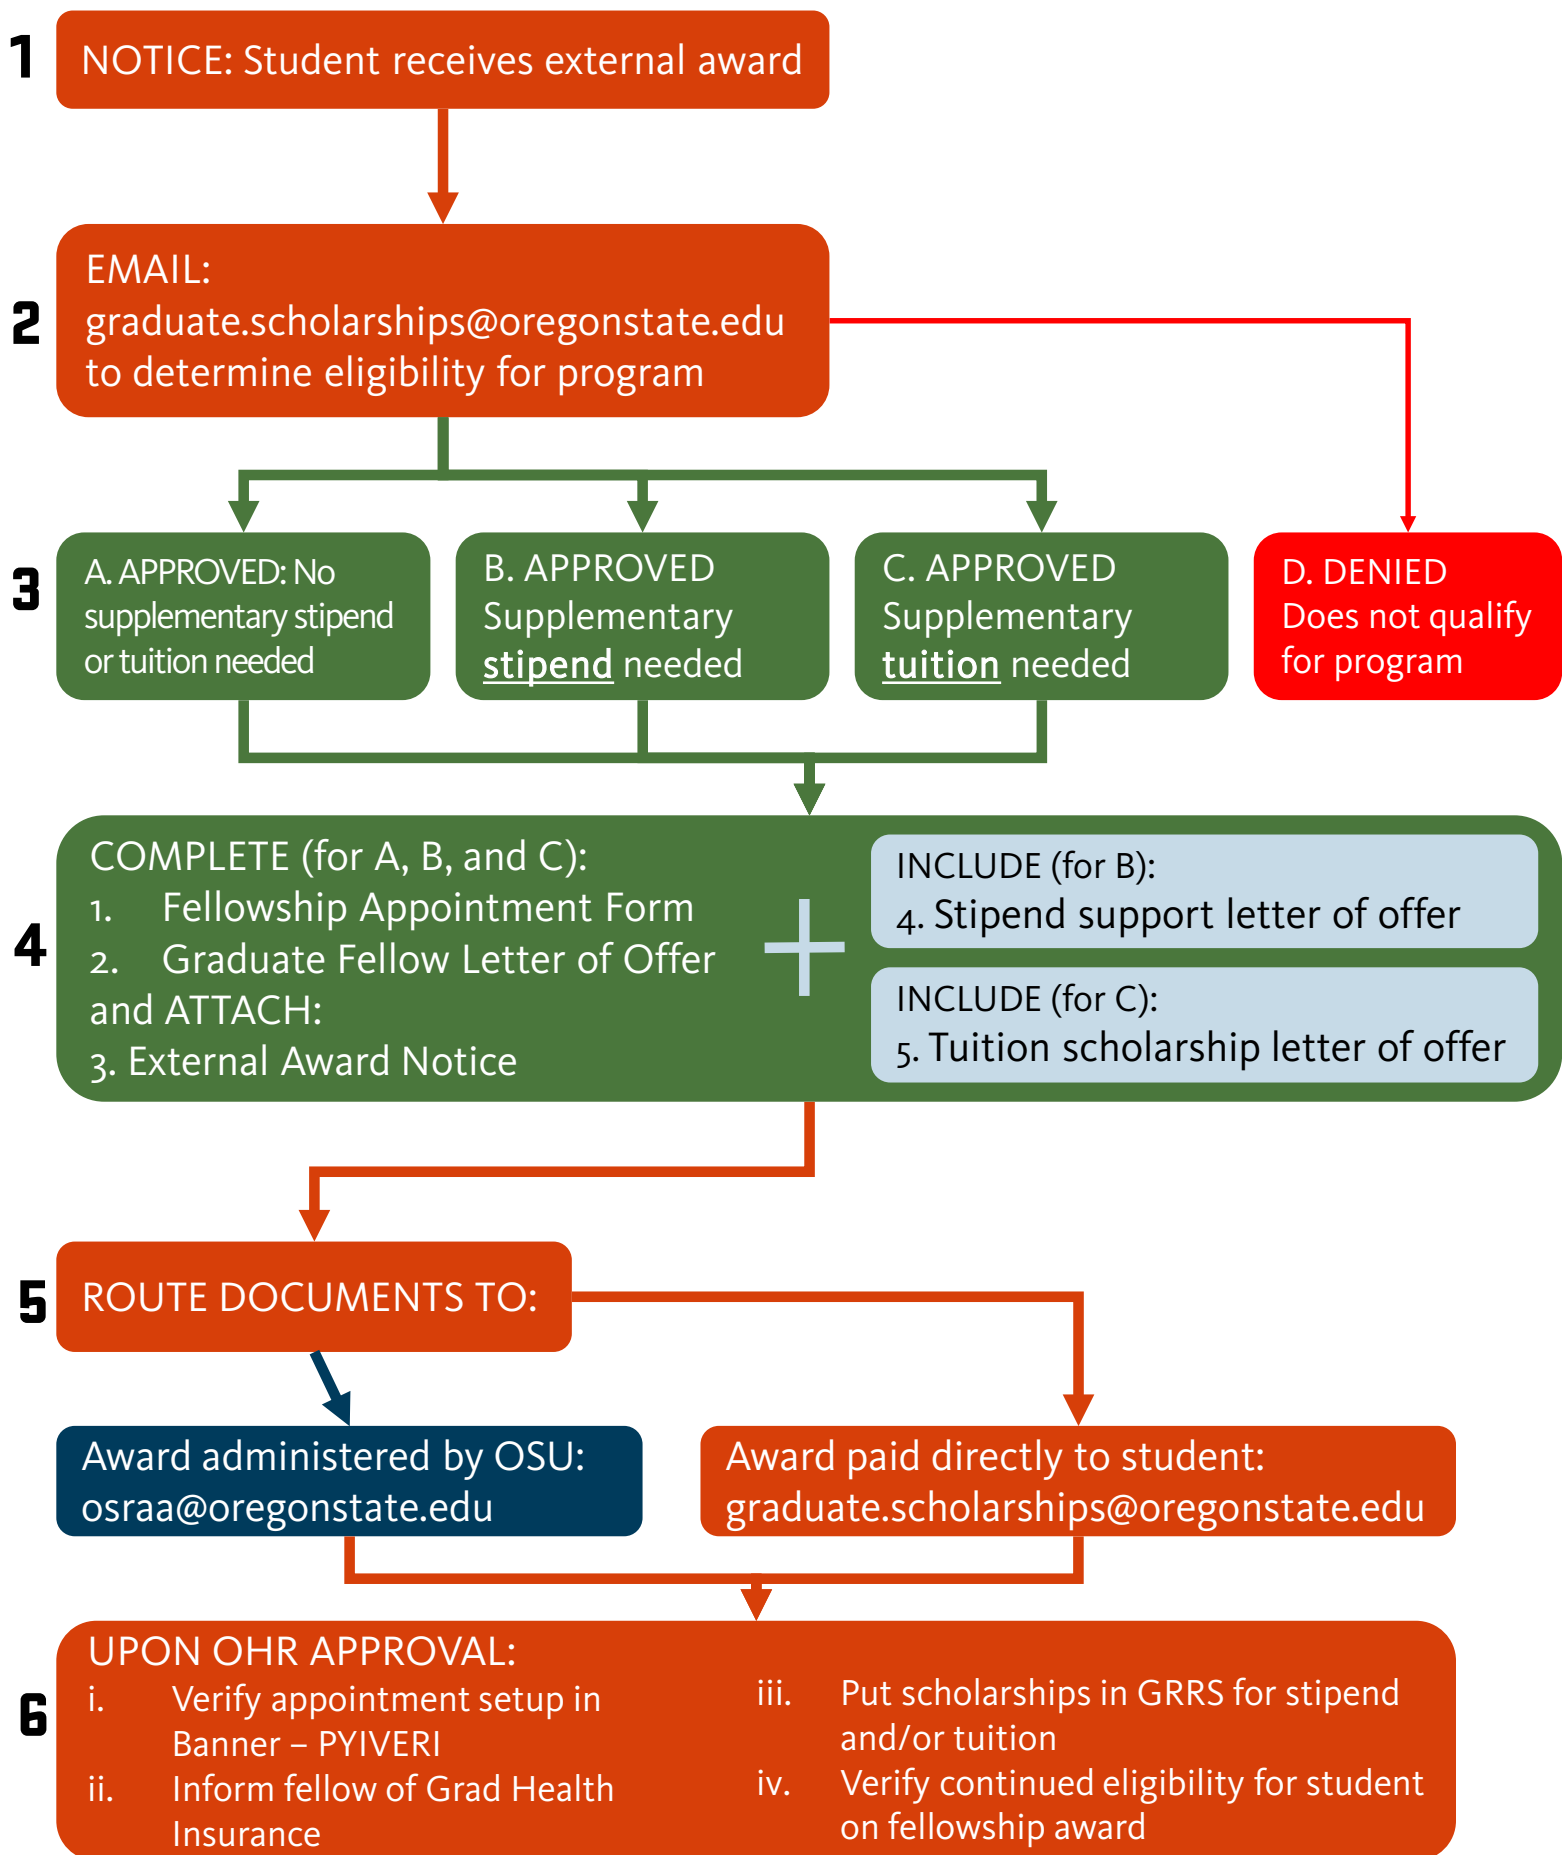 1
NOTICE: Student receives external award
2
EMAIL:
graduate.scholarships@oregonstate.edu
to determine eligibility for program
3
A. APPROVED: No
supplementary stipend
or tuition needed
B. APPROVED
Supplementary
stipend needed
C. APPROVED
Supplementary
tuition needed
D. DENIED
Does not qualify
for program
4
COMPLETE (for A, B, and C):
1. Fellowship Appointment Form
2. Graduate Fellow Letter of Offer
and ATTACH:
3. External Award Notice
+
INCLUDE (for B):
4. Stipend support letter of offer
INCLUDE (for C):
5. Tuition scholarship letter of offer
5
ROUTE DOCUMENTS TO:
Award administered by OSU:
osraa@oregonstate.edu
Award paid directly to student:
graduate.scholarships@oregonstate.edu
6
UPON OHR APPROVAL:
i. Verify appointment setup in
Banner – PYIVERI
ii. Inform fellow of Grad Health
Insurance
iii. Put scholarships in GRRS for stipend
and/or tuition
iv. Verify continued eligibility for student
on fellowship award